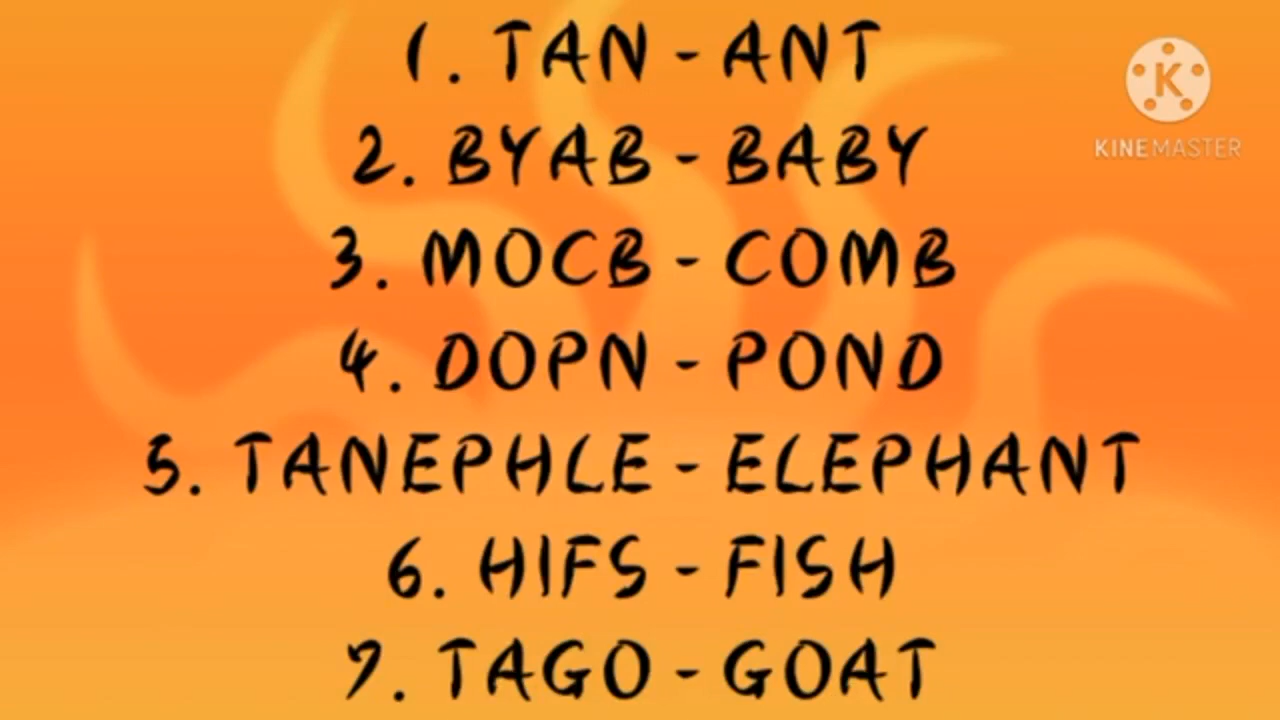 1. TAN - ANT
2. BYAB - BABY
3. MOCB - COMB
4. DOPN - POND
5. TANEPHLE - ELEPHANT
6. HIFS - FISH
7. TAGO - GOAT
K
KINEMASTER